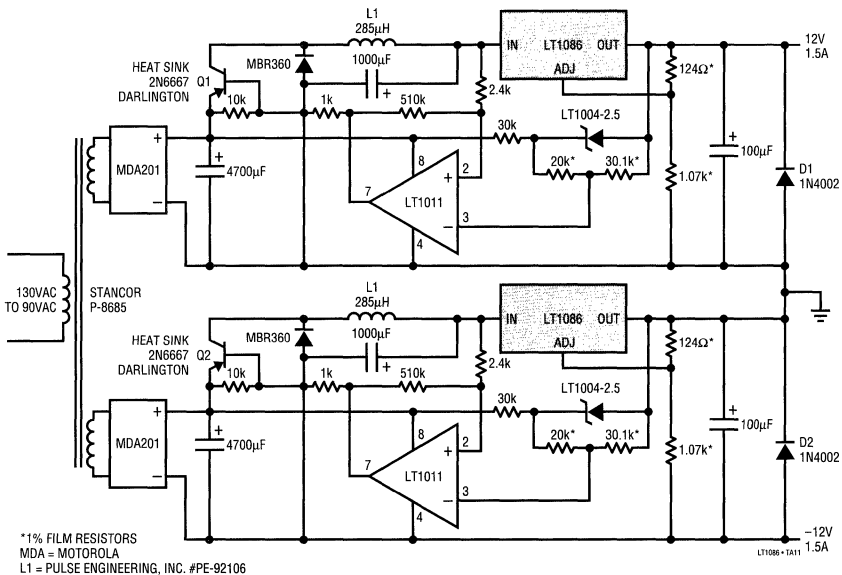 L1
285µH
MBR360
1000µF
+
HEAT SINK
2N6667
DARLINGTON
Q1
10k
1k
510k
2.4k
IN
LT1086
OUT
ADJ
124Ω*
12V
1.5A
LT1004-2.5
30k
20k*
30.1k*
1.07k*
+
100µF
D1
1N4002
MDA201
+
−
+
4700µF
8
7
LT1011
+
2
−
3
4
130VAC
TO 90VAC
STANCOR
P-8685
L1
285µH
MBR360
1000µF
+
HEAT SINK
2N6667
DARLINGTON
Q2
10k
1k
510k
2.4k
IN
LT1086
OUT
ADJ
124Ω*
LT1004-2.5
30k
20k*
30.1k*
1.07k*
+
100µF
D2
1N4002
MDA201
+
−
+
4700µF
8
7
LT1011
+
2
−
3
4
−12V
1.5A
LT1086 • TA11
*1% FILM RESISTORS
MDA = MOTOROLA
L1 = PULSE ENGINEERING, INC. #PE-92106